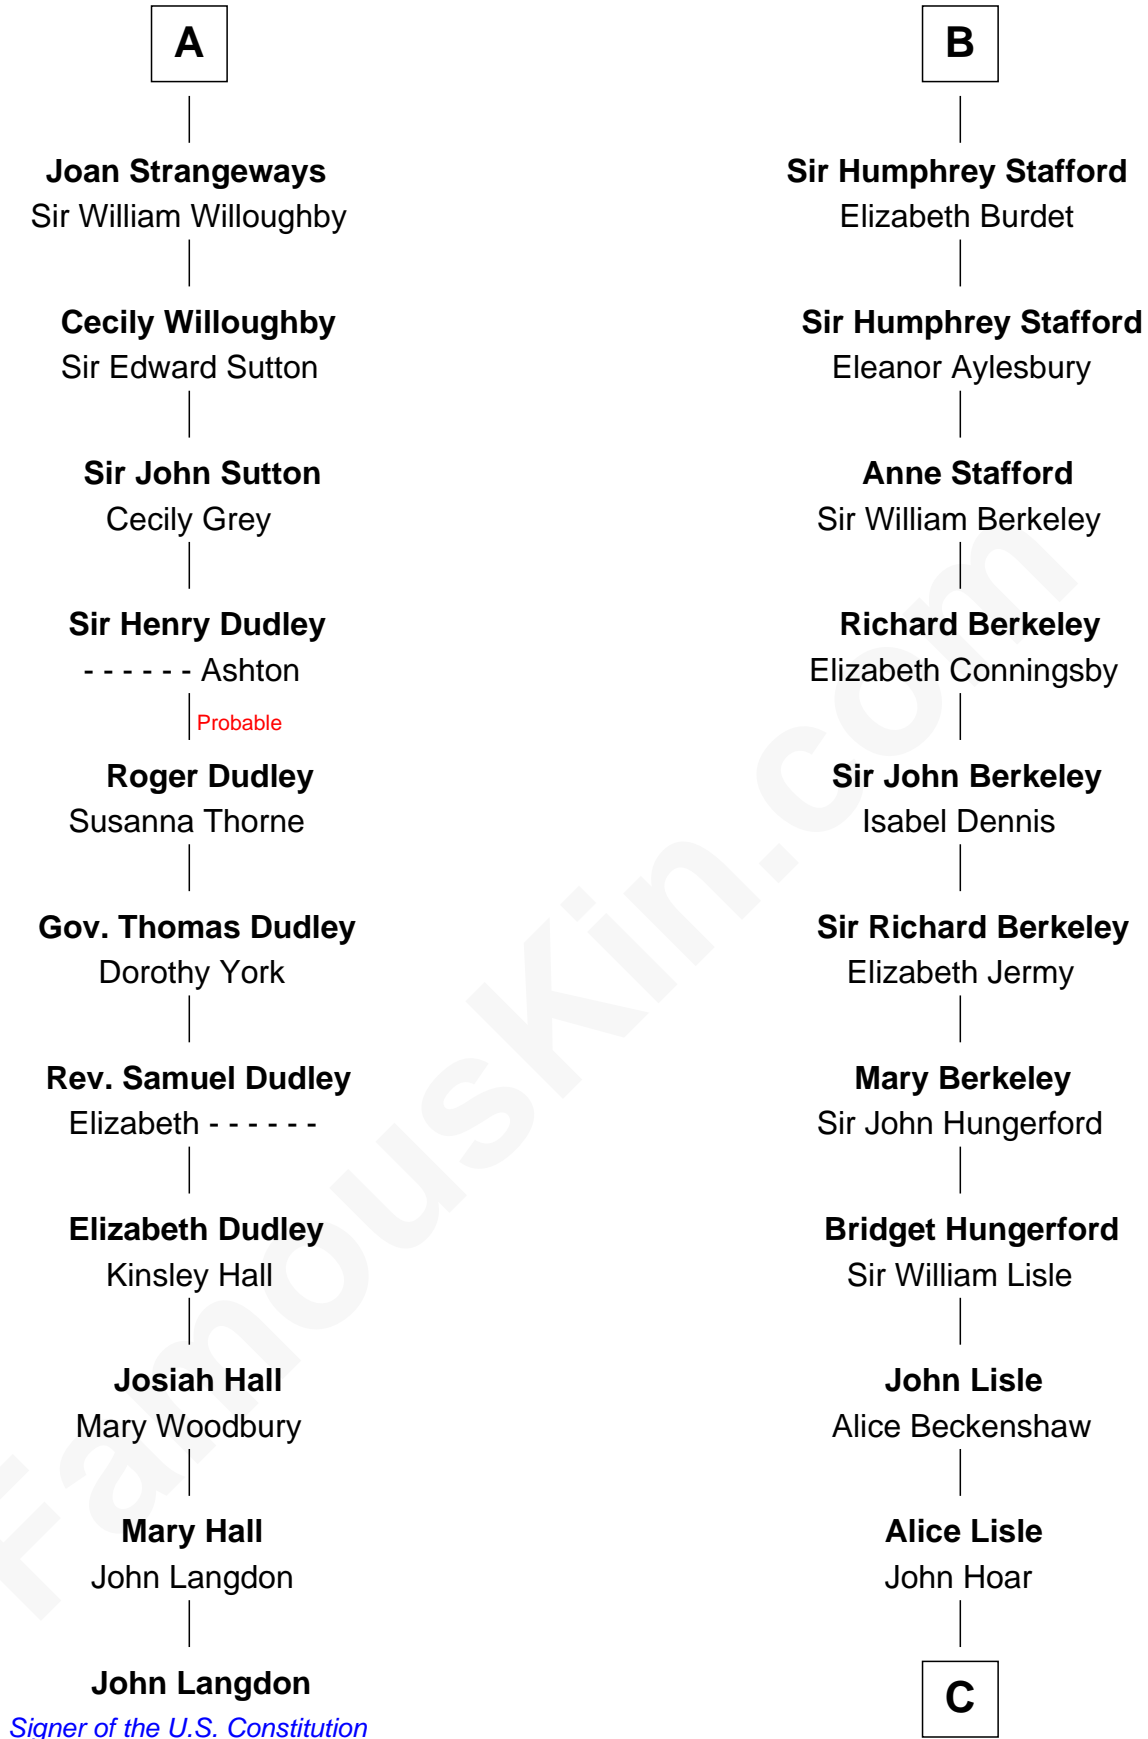 A
Joan Strangeways
Sir William Willoughby
Cecily Willoughby
Sir Edward Sutton
Sir John Sutton
Cecily Grey
Sir Henry Dudley
- - - - - - Ashton
Probable
Roger Dudley
Susanna Thorne
Gov. Thomas Dudley
Dorothy York
Rev. Samuel Dudley
Elizabeth - - - - - -
Elizabeth Dudley
Kinsley Hall
Josiah Hall
Mary Woodbury
Mary Hall
John Langdon
John Langdon
Signer of the U.S. Constitution
B
Sir Humphrey Stafford
Elizabeth Burdet
Sir Humphrey Stafford
Eleanor Aylesbury
Anne Stafford
Sir William Berkeley
Richard Berkeley
Elizabeth Conningsby
Sir John Berkeley
Isabel Dennis
Sir Richard Berkeley
Elizabeth Jermy
Mary Berkeley
Sir John Hungerford
Bridget Hungerford
Sir William Lisle
John Lisle
Alice Beckenshaw
Alice Lisle
John Hoar
C
FamousKin.com